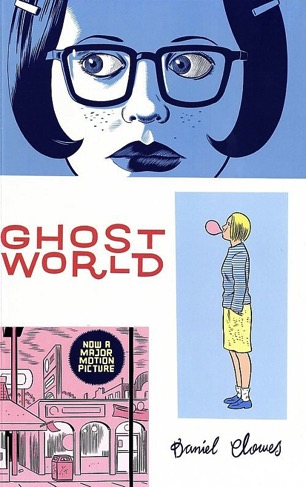 GHOST
WORLD
NOW A
MAJOR
MOTION
PICTURE
Daniel Clowes